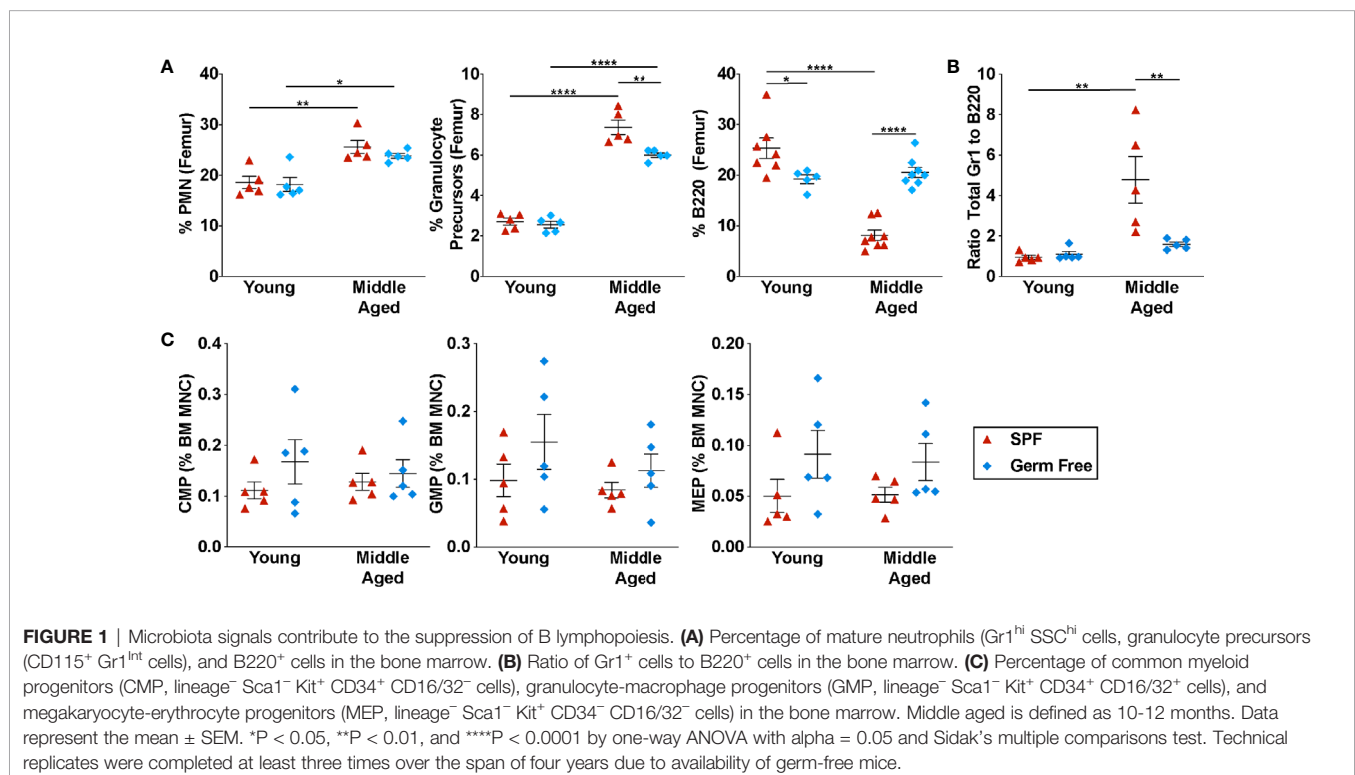 A
% PMN (Femur)
40
30
20
10
0
*
**
Young
Middle
Aged
% Granulocyte
Precursors (Femur)
10
8
6
4
2
0
****
**
****
Young
Middle
Aged
% B220 (Femur)
40
30
20
10
0
****
*
****
Young
Middle
Aged
B
Ratio Total Gr1 to B220
10
8
6
4
2
0
**
**
Young
Middle
Aged
C
CMP (% BM MNC)
0.4
0.3
0.2
0.1
0.0
Young
Middle
Aged
GMP (% BM MNC)
0.3
0.2
0.1
0.0
Young
Middle
Aged
MEP (% BM MNC)
0.20
0.15
0.10
0.05
0.00
Young
Middle
Aged
SPF
Germ Free
FIGURE 1 | Microbiota signals contribute to the suppression of B lymphopoiesis. (A) Percentage of mature neutrophils (Gr1hi SSChi cells, granulocyte precursors
(CD115+ Gr1Int cells), and B220+ cells in the bone marrow. (B) Ratio of Gr1+ cells to B220+ cells in the bone marrow. (C) Percentage of common myeloid
progenitors (CMP, lineage− Sca1− Kit+ CD34+ CD16/32− cells), granulocyte-macrophage progenitors (GMP, lineage− Sca1− Kit+ CD34+ CD16/32+ cells), and
megakaryocyte-erythrocyte progenitors (MEP, lineage− Sca1− Kit+ CD34− CD16/32− cells) in the bone marrow. Middle aged is defined as 10-12 months. Data
represent the mean ± SEM. *P < 0.05, **P < 0.01, and ****P < 0.0001 by one-way ANOVA with alpha = 0.05 and Sidak's multiple comparisons test. Technical
replicates were completed at least three times over the span of four years due to availability of germ-free mice.